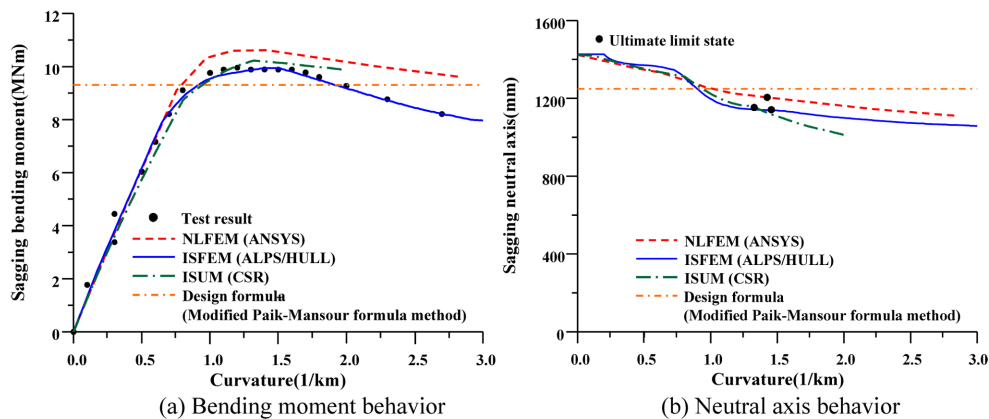 12
10
8
6
4
2
0
Sagging bending moment(MNm)
Test result
NLFEM (ANSYS)
ISFEM (ALPS/HULL)
ISUM (CSR)
Design formula
(Modified Paik-Mansour formula method)
0.0 0.5 1.0 1.5 2.0 2.5 3.0
Curvature(1/km)
(a) Bending moment behavior
1600
1200
800
400
0
Sagging neutral axis(mm)
Ultimate limit state
NLFEM (ANSYS)
ISFEM (ALPS/HULL)
ISUM (CSR)
Design formula
(Modified Paik-Mansour formula method)
0.0 0.5 1.0 1.5 2.0 2.5 3.0
Curvature(1/km)
(b) Neutral axis behavior